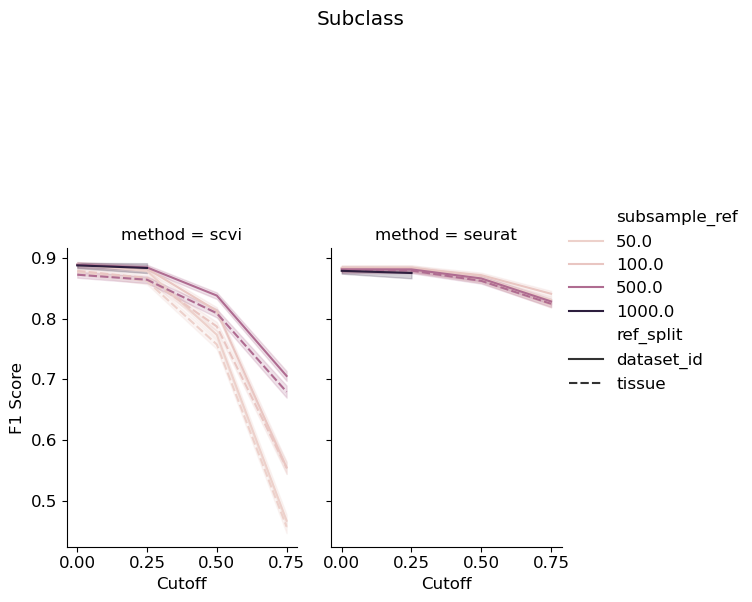 Subclass
method = scvi
method = seurat
F1 Score
0.9
0.8
0.7
0.6
0.5
0.00 0.25 0.50 0.75
0.00 0.25 0.50 0.75
Cutoff
Cutoff
subsample_ref
50.0
100.0
500.0
1000.0
ref_split
dataset_id
tissue